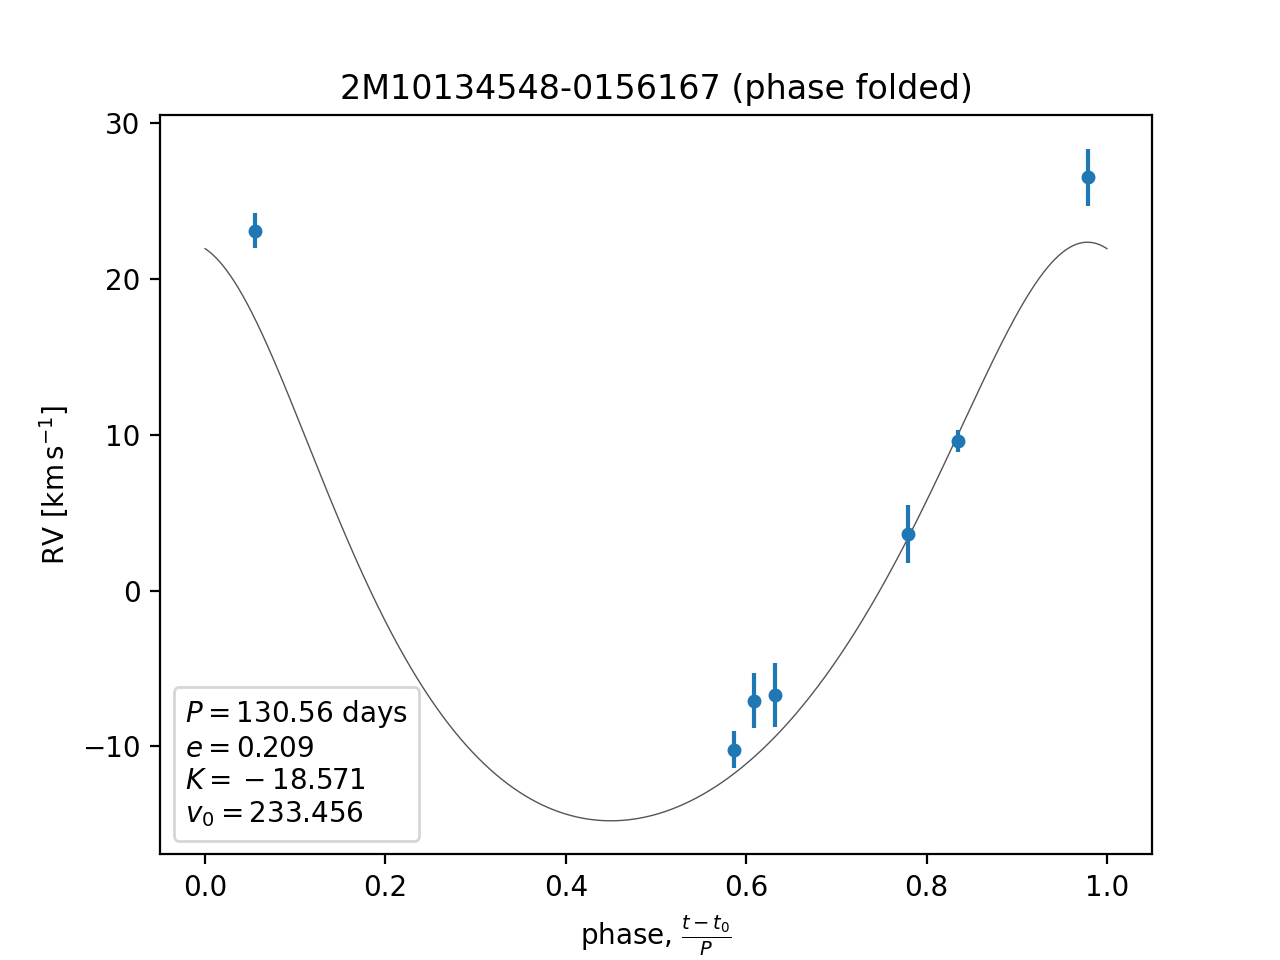 2M10134548-0156167 (phase folded)
30
20
10
0
−10
RV [km s⁻¹]
P = 130.56 days
e = 0.209
K = − 18.571
v₀ = 233.456
0.0 0.2 0.4 0.6 0.8 1.0
phase, (t − t₀)/P